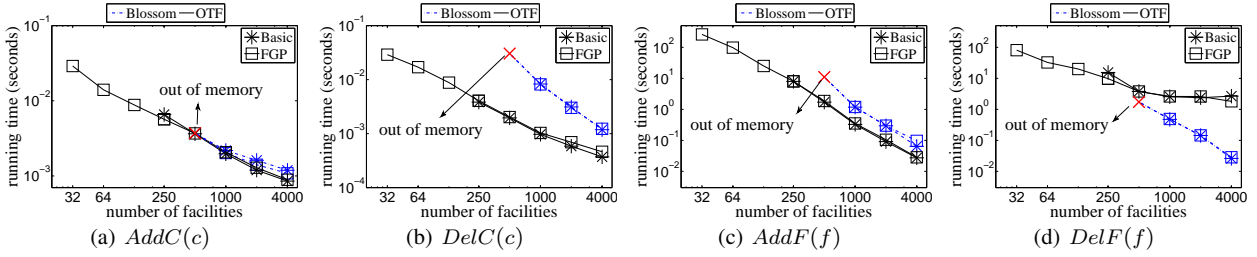 Blossom OTF
running time (seconds)
10^-1
10^-2
10^-3
Basic
FGP
out of memory
32 64 250 1000 4000
number of facilities
(a) AddC(c)
Blossom OTF
running time (seconds)
10^-1
10^-2
10^-3
10^-4
Basic
FGP
out of memory
32 64 250 1000 4000
number of facilities
(b) DelC(c)
Blossom OTF
running time (seconds)
10^2
10^1
10^0
10^-1
10^-2
Basic
FGP
out of memory
32 64 250 1000 4000
number of facilities
(c) AddF(f)
Blossom OTF
running time (seconds)
10^2
10^1
10^0
10^-1
10^-2
Basic
FGP
out of memory
32 64 250 1000 4000
number of facilities
(d) DelF(f)